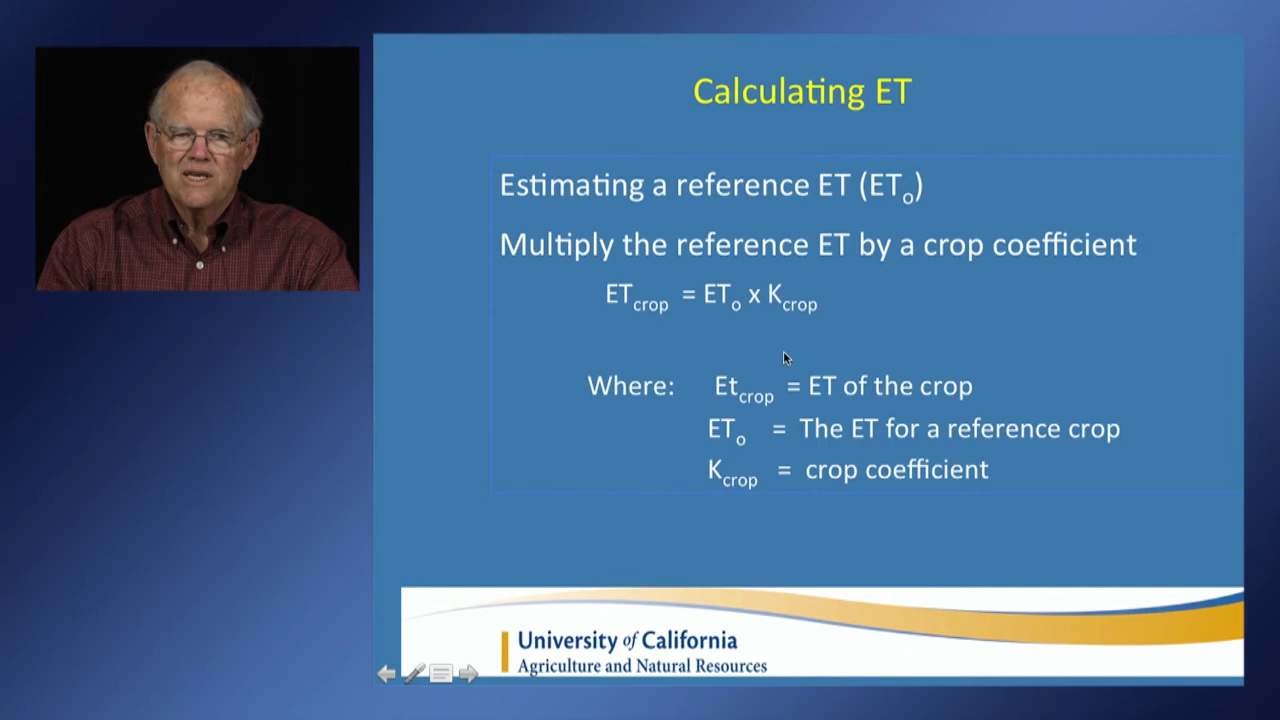 Calculating ET
Estimating a reference ET (ETo)
Multiply the reference ET by a crop coefficient
ETcrop = ETo x Kcrop
Where: Etcrop = ET of the crop
ETo = The ET for a reference crop
Kcrop = crop coefficient
University of California
Agriculture and Natural Resources